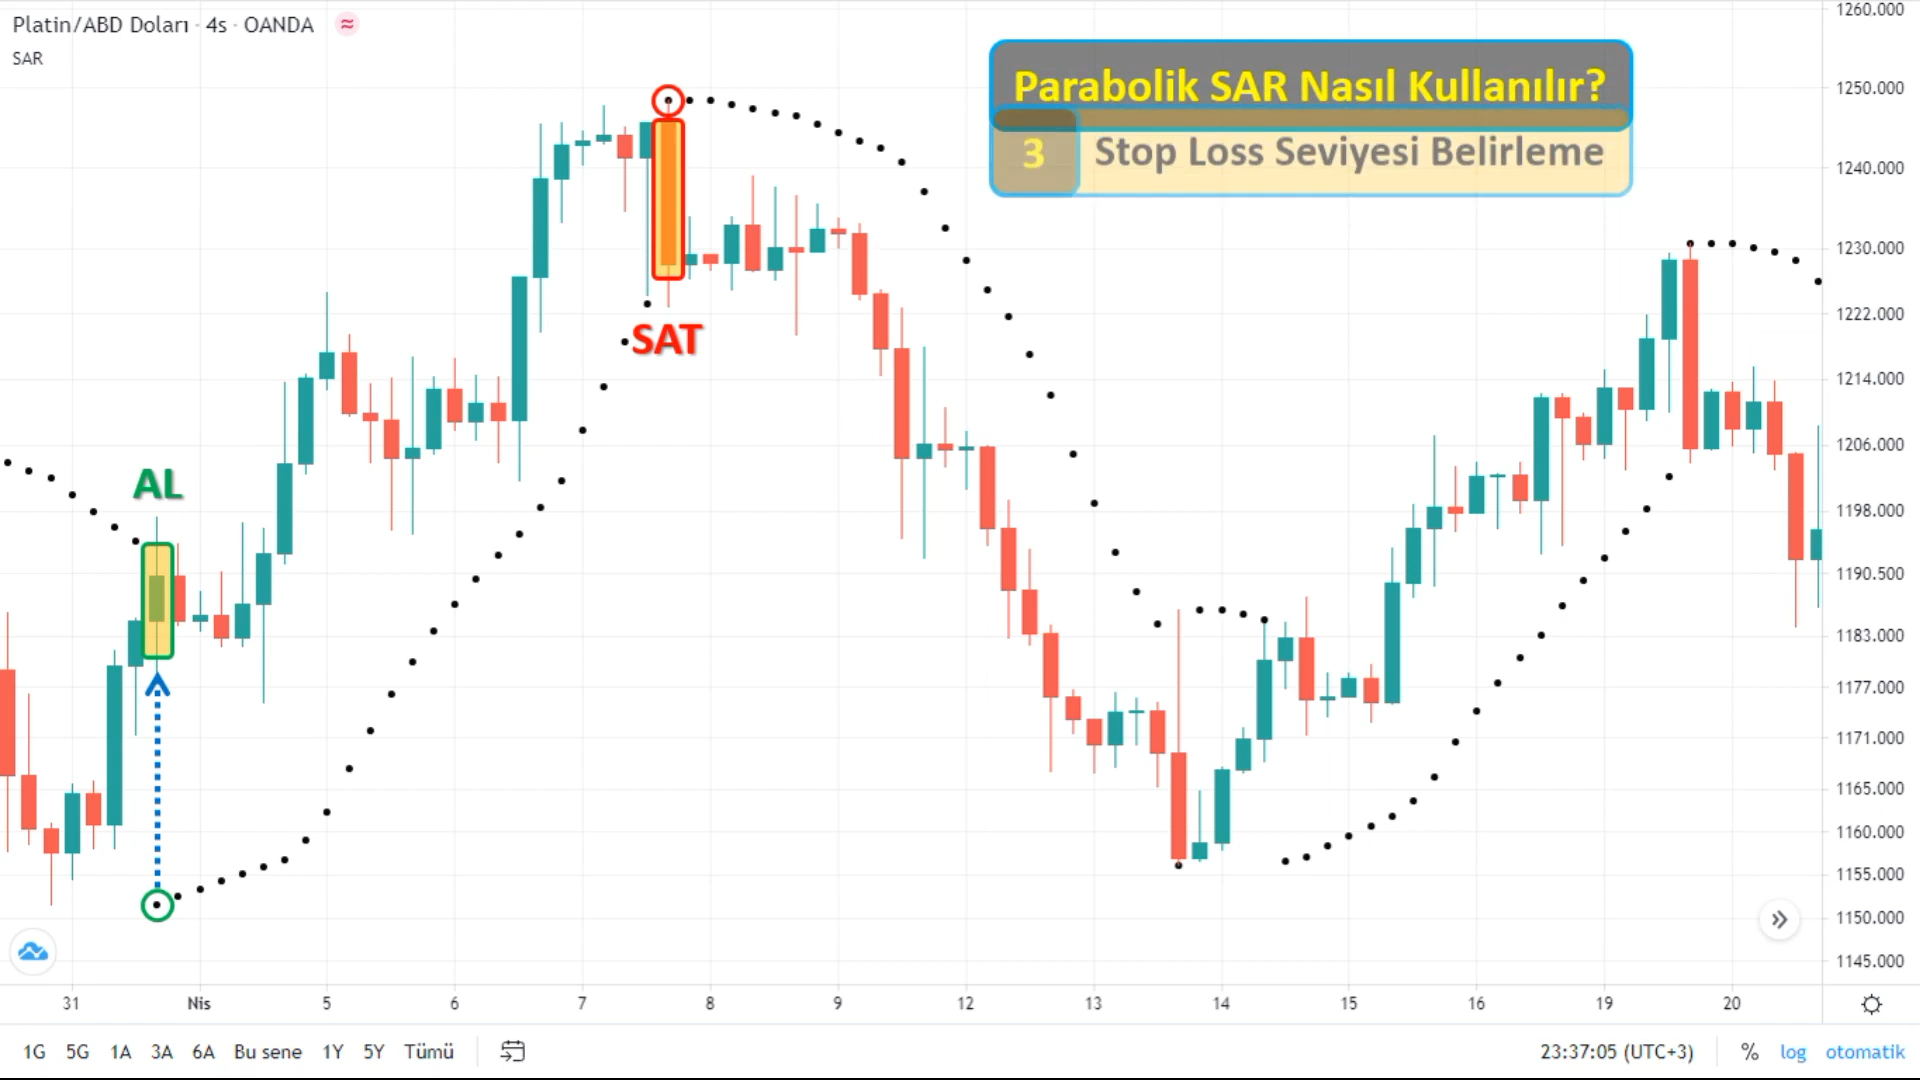 Platin/ABD Doları · 4s · OANDA ≈
SAR
Parabolik SAR Nasıl Kullanılır?
3 Stop Loss Seviyesi Belirleme
SAT
AL
1260.000
1250.000
1240.000
1230.000
1222.000
1214.000
1206.000
1198.000
1190.500
1183.000
1177.000
1171.000
1165.000
1160.000
1155.000
1150.000
1145.000
31 Nis 5 6 7 8 9 12 13 14 15 16 19 20
1G 5G 1A 3A 6A Bu sene 1Y 5Y Tümü 23:37:05 (UTC+3) % log otomatik